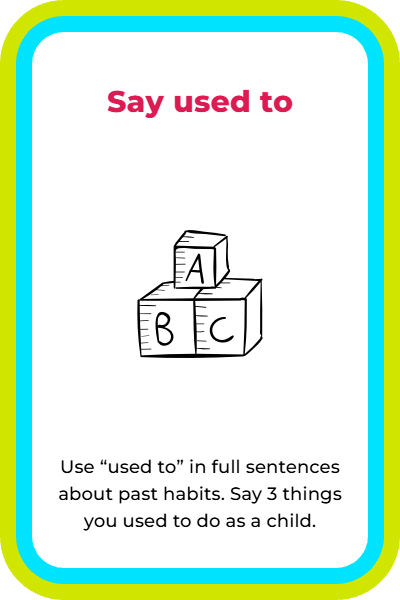 Say used to
A
B C
Use “used to” in full sentences
about past habits. Say 3 things
you used to do as a child.